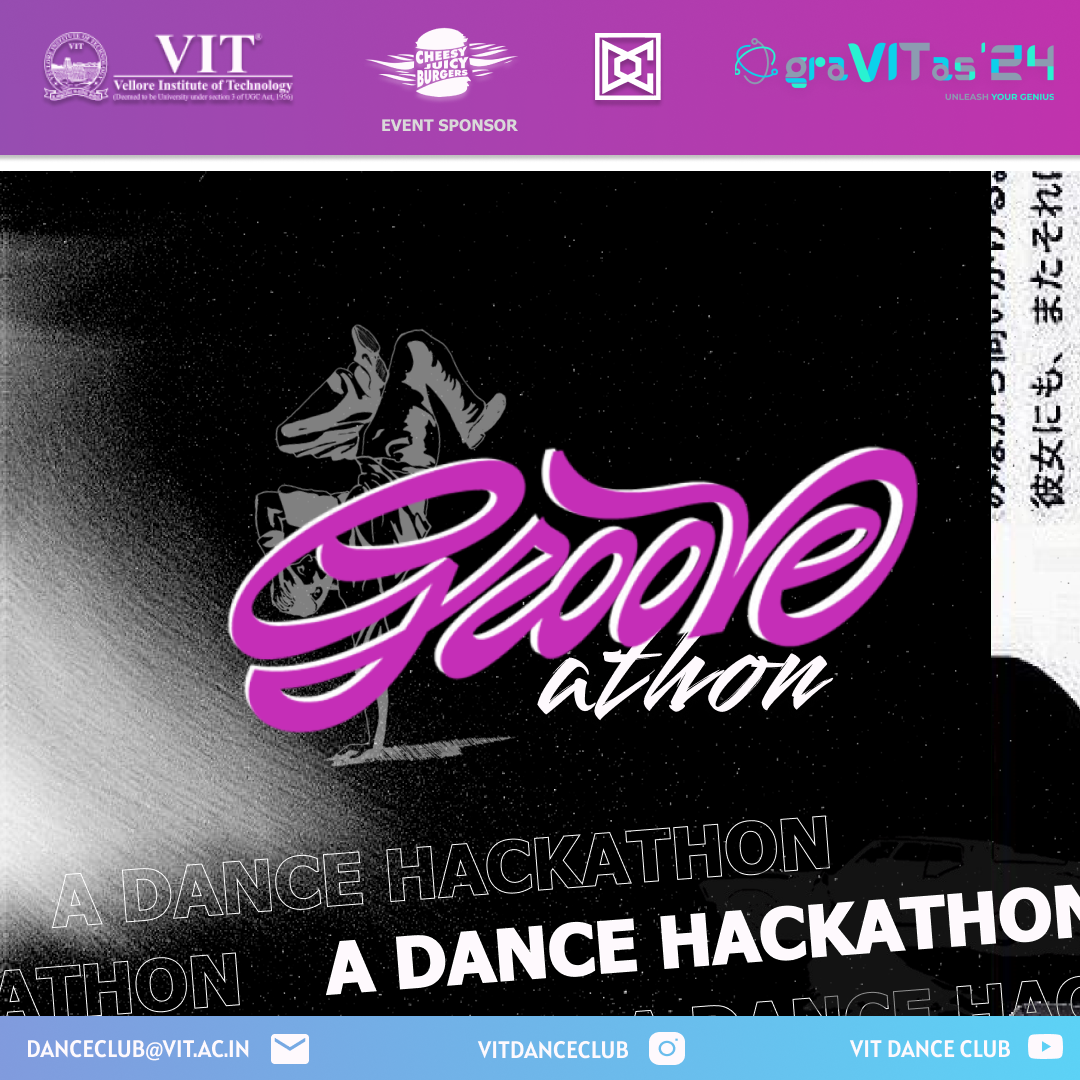 VIT®
Vellore Institute of Technology
(Deemed to be University under section 3 of UGC Act, 1956)
CHEESY
JUICY
BURGERS
EVENT SPONSOR
graVITas'24
UNLEASH YOUR GENIUS
彼女にも、またそれ
Groove
athon
A DANCE HACKATHON
A DANCE HACKATHON
ATHON
A DANCE HAC
DANCECLUB@VIT.AC.IN
VITDANCECLUB
VIT DANCE CLUB